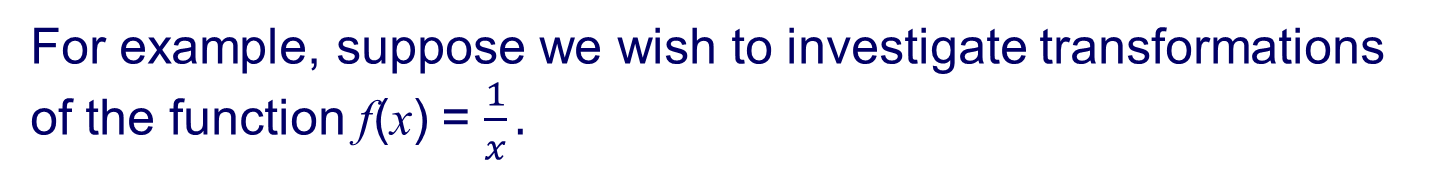 For example, suppose we wish to investigate transformations
of the function f(x) = 1/x.